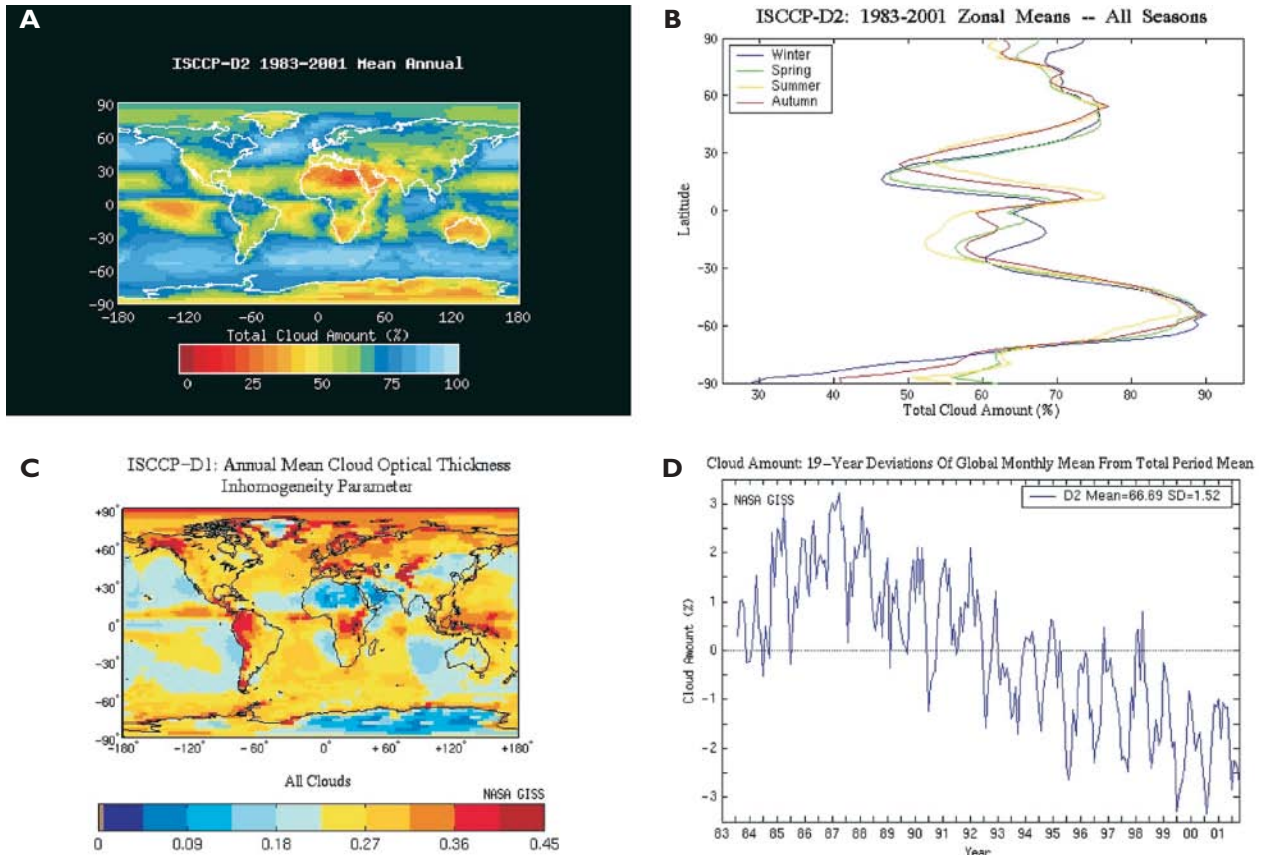 A
ISCCP-D2 1983-2001 Mean Annual
90
60
30
0
-30
-60
-90
-180 -120 -60 0 60 120 180
Total Cloud Amount (%)
0 25 50 75 100
B
ISCCP-D2: 1983-2001 Zonal Means -- All Seasons
Winter
Spring
Summer
Autumn
Latitude
90
60
30
0
-30
-60
-90
30 40 50 60 70 80 90
Total Cloud Amount (%)
C
ISCCP-D1: Annual Mean Cloud Optical Thickness
Inhomogeneity Parameter
+90°
+60°
+30°
0°
-30°
-60°
-90°
-180° -120° -60° 0° +60° +120° +180°
All Clouds
NASA GISS
0 0.09 0.18 0.27 0.36 0.45
D
Cloud Amount: 19-Year Deviations Of Global Monthly Mean From Total Period Mean
NASA GISS
D2 Mean=66.69 SD=1.52
Cloud Amount (%)
3
2
1
0
-1
-2
-3
83 84 85 86 87 88 89 90 91 92 93 94 95 96 97 98 99 00 01
Year